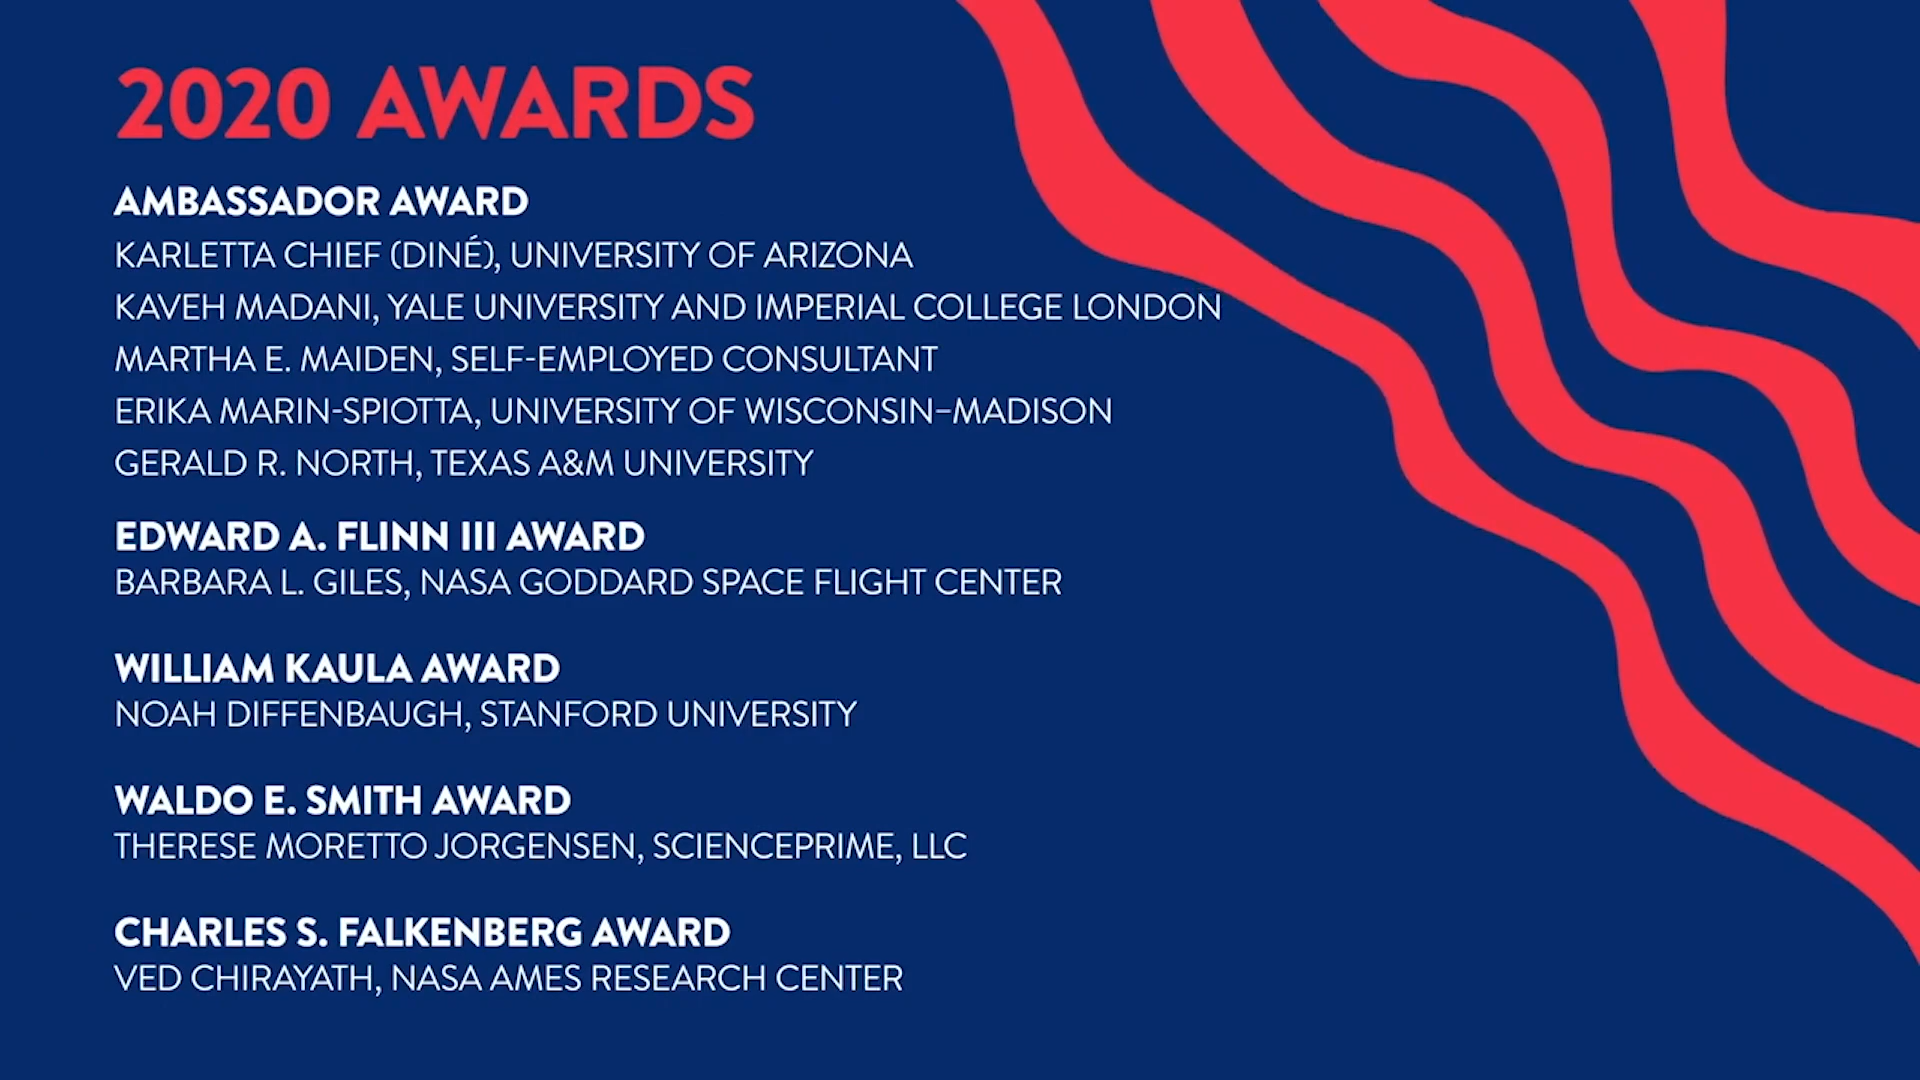 2020 AWARDS
AMBASSADOR AWARD
KARLETTA CHIEF (DINÉ), UNIVERSITY OF ARIZONA
KAVEH MADANI, YALE UNIVERSITY AND IMPERIAL COLLEGE LONDON
MARTHA E. MAIDEN, SELF-EMPLOYED CONSULTANT
ERIKA MARIN-SPIOTTA, UNIVERSITY OF WISCONSIN–MADISON
GERALD R. NORTH, TEXAS A&M UNIVERSITY
EDWARD A. FLINN III AWARD
BARBARA L. GILES, NASA GODDARD SPACE FLIGHT CENTER
WILLIAM KAULA AWARD
NOAH DIFFENBAUGH, STANFORD UNIVERSITY
WALDO E. SMITH AWARD
THERESE MORETTO JORGENSEN, SCIENCEPRIME, LLC
CHARLES S. FALKENBERG AWARD
VED CHIRAYATH, NASA AMES RESEARCH CENTER